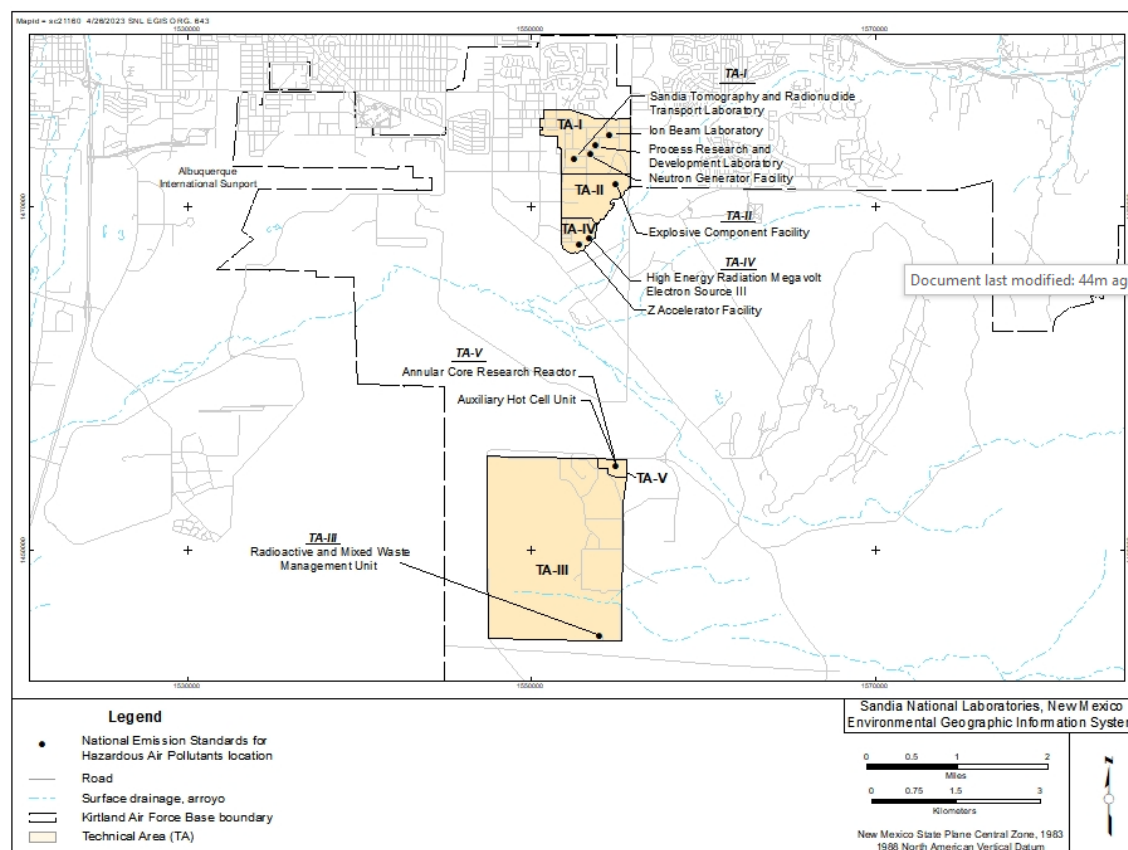 Mapid = sc21160 4/26/2023 SNL EGIS ORG. 643
1530000
1550000
1570000
TA-I
Sandia Tomography and Radionuclide
Transport Laboratory
TA-I
Ion Beam Laboratory
Process Research and
Development Laboratory
Neutron Generator Facility
Albuquerque
International Sunport
TA-II
1470000
TA-II
Explosive Component Facility
TA-IV
TA-IV
High Energy Radiation Megavolt
Electron Source III
Z Accelerator Facility
Document last modified: 44m ag
TA-V
Annular Core Research Reactor
Auxiliary Hot Cell Unit
TA-V
TA-III
Radioactive and Mixed Waste
Management Unit
1450000
TA-III
1530000
1550000
1570000
Legend
National Emission Standards for
Hazardous Air Pollutants location
Road
Surface drainage, arroyo
Kirtland Air Force Base boundary
Technical Area (TA)
Sandia National Laboratories, New Mexico
Environmental Geographic Information System
0 0.5 1 2
Miles
0 0.75 1.5 3
Kilometers
N
New Mexico State Plane Central Zone, 1983
1988 North American Vertical Datum